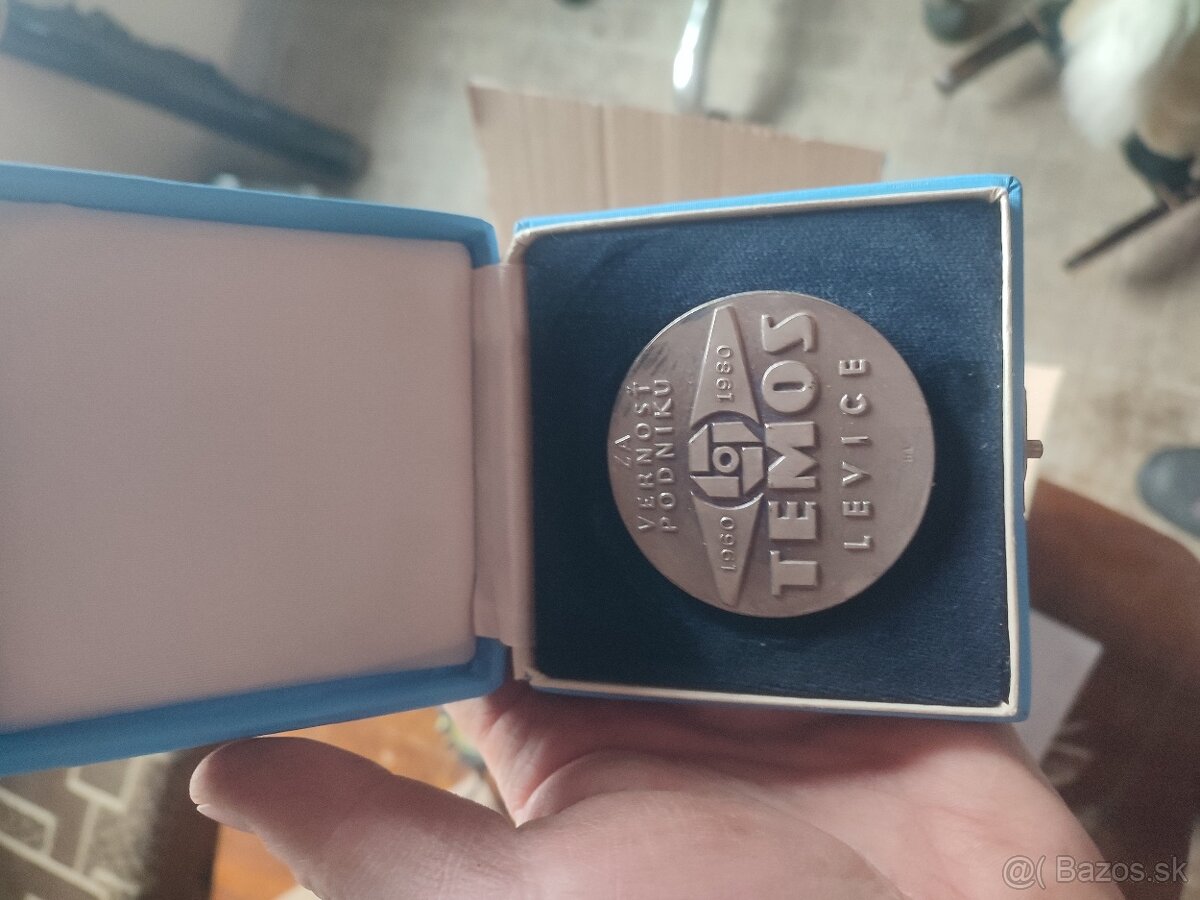 ZA
VERNOSŤ
PODNIKU
1960 1980
TEMOS
LEVICE
@( Bazos.sk